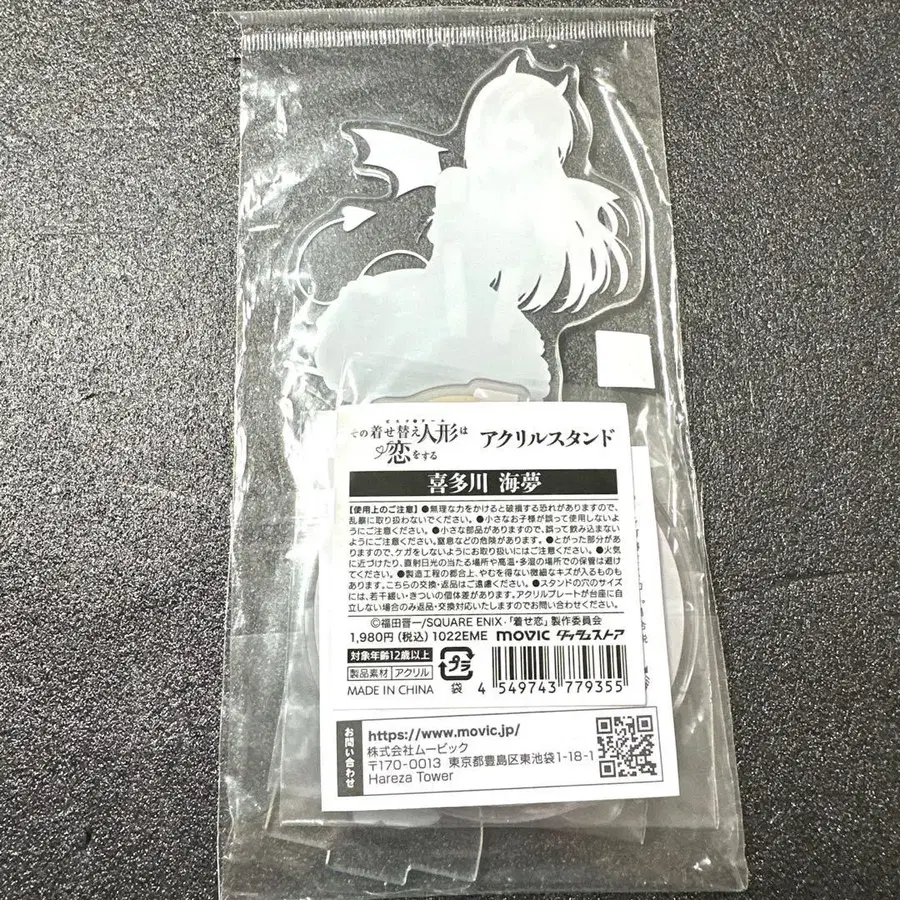 ビスク・ドール
その着せ替え人形は
恋をする
アクリルスタンド
喜多川 海夢
【使用上のご注意】●無理な力をかけると破損する恐れがありますので、
乱暴に取り扱わないでください。●小さなお子様が誤って使用しないよ
うにご注意ください。●小さな部品がありますので、誤って飲み込まない
ようにご注意ください。窒息などの危険があります。●とがった部分があ
りますので、ケガをしないようにお取り扱いにはご注意ください。●火気
に近づけたり、直射日光の当たる場所や高温・多湿の場所での保管は避け
てください。●製造工程の都合上、やむを得ない微細なキズが入るものも
あります。こちらの交換・返品はご遠慮ください。●スタンドの穴のサイズ
には、若干緩い・きついの個体差があります。アクリルプレートが台座に自
立しない場合のみ返品・交換対応いたしますのでお問い合わせください。
©福田晋一/SQUARE ENIX・「着せ恋」製作委員会
1,980円(税込) 1022EME movic ダッシュストア
対象年齢12歳以上
製品素材 アクリル
MADE IN CHINA
プラ
袋
4 549743 779355
お問い合わせ
https://www.movic.jp/
株式会社ムービック
〒170-0013 東京都豊島区東池袋1-18-1
Hareza Tower